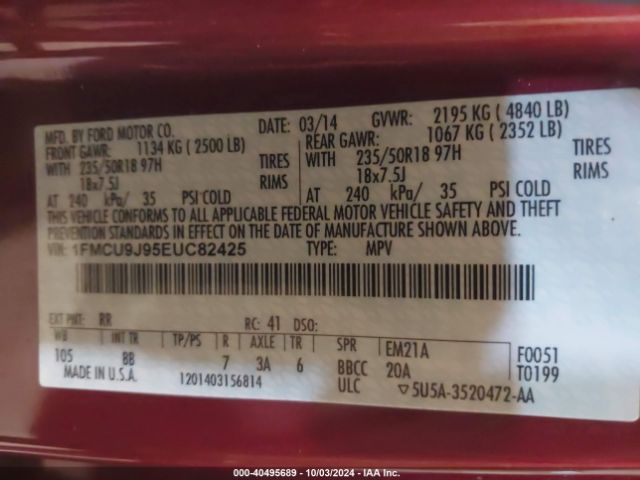 MFD. BY FORD MOTOR CO. DATE: 03/14 GVWR: 2195 KG ( 4840 LB)
FRONT GAWR: 1134 KG ( 2500 LB) REAR GAWR: 1067 KG ( 2352 LB)
WITH 235/50R18 97H TIRES WITH 235/50R18 97H TIRES
18x7.5J RIMS 18x7.5J RIMS
AT 240 kPa/ 35 PSI COLD AT 240 kPa/ 35 PSI COLD
THIS VEHICLE CONFORMS TO ALL APPLICABLE FEDERAL MOTOR VEHICLE SAFETY AND THEFT
PREVENTION STANDARDS IN EFFECT ON THE DATE OF MANUFACTURE SHOWN ABOVE.
VIN: 1FMCU9J95EUC82425 TYPE: MPV
EXT PNT: RR RC: 41 DSO:
WB INT TR TP/PS R AXLE TR SPR EM21A F0051
105 BB 7 3A 6 BBCC 20A T0199
MADE IN U.S.A. 1201403156814 ULC ▽5U5A-3520472-AA
000-40495689 - 10/03/2024 - IAA Inc.